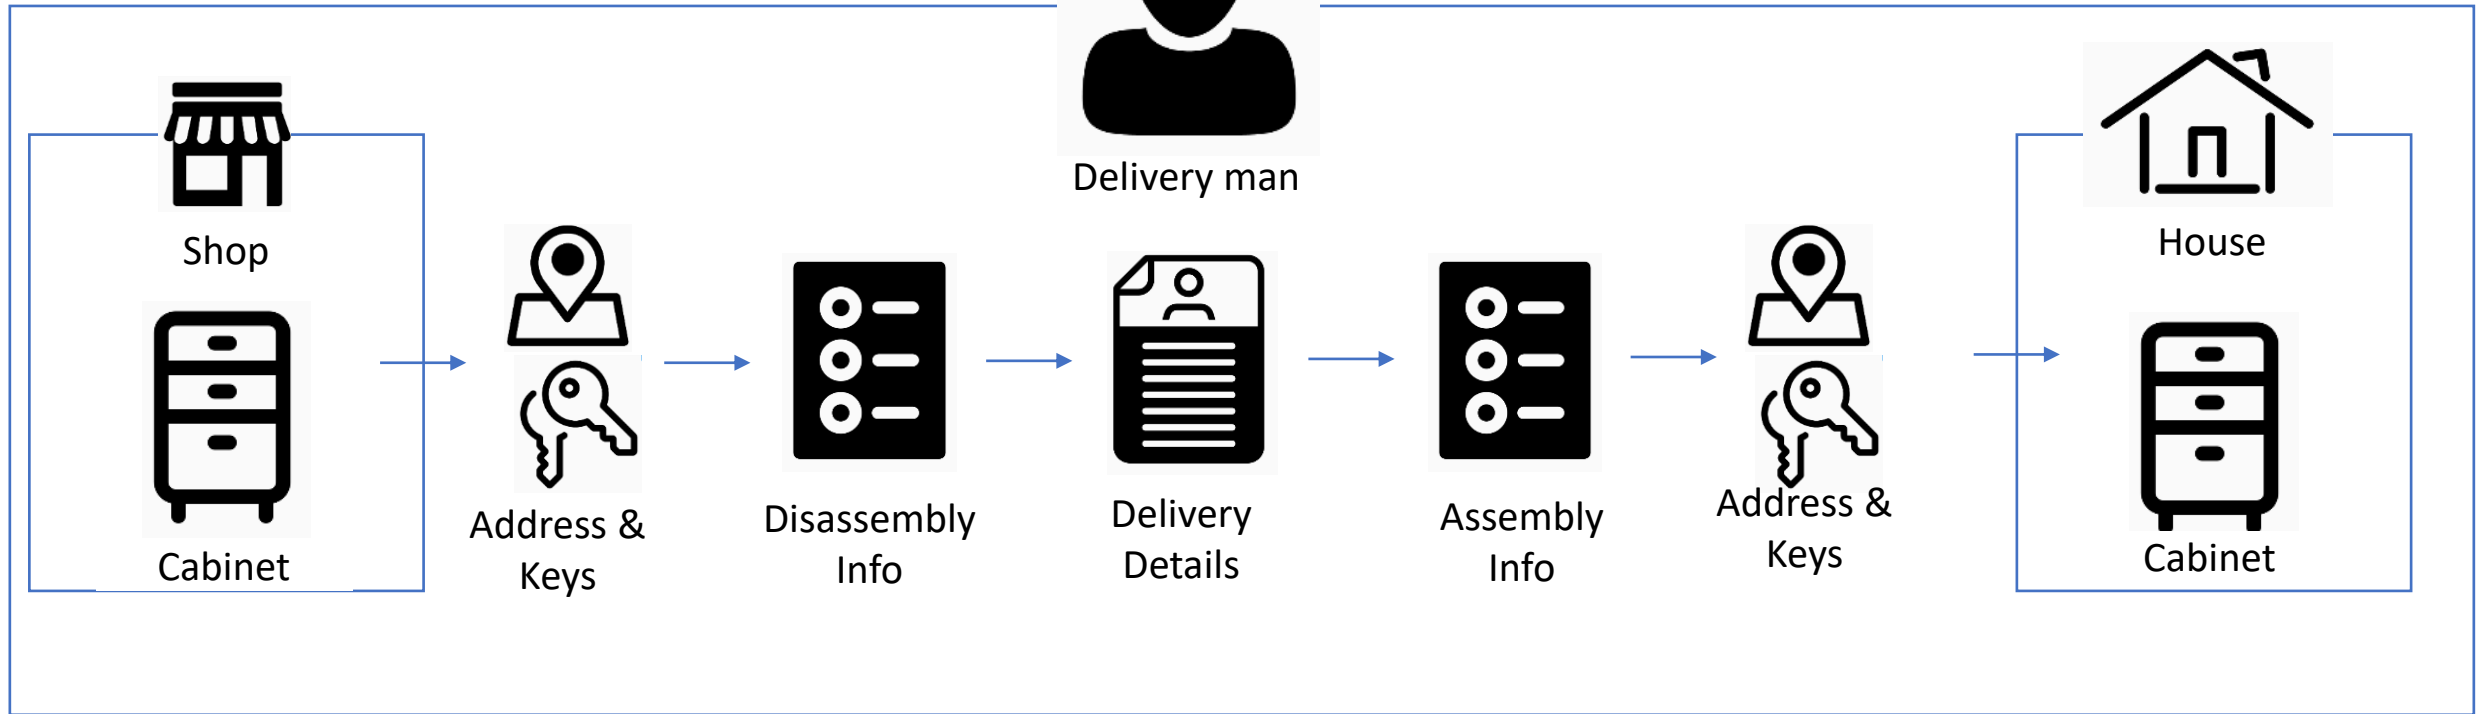 Delivery man
Shop
Cabinet
Address &
Keys
Disassembly
Info
Delivery
Details
Assembly
Info
Address &
Keys
House
Cabinet